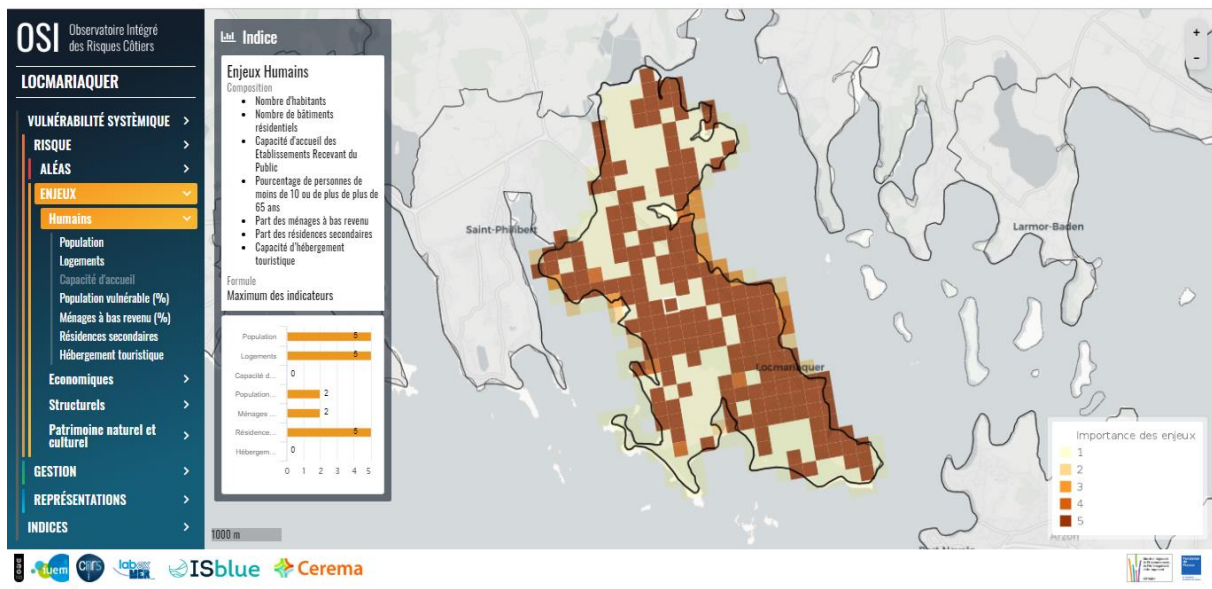 OSI
Observatoire Intégré
des Risques Côtiers
LOCMARIAQUER
VULNÉRABILITÉ SYSTÈMIQUE
RISQUE
ALÉAS
ENJEUX
Humains
Population
Logements
Capacité d'accueil
Population vulnérable (%)
Ménages à bas revenu (%)
Résidences secondaires
Hébergement touristique
Economiques
Structurels
Patrimoine naturel et
culturel
GESTION
REPRÉSENTATIONS
INDICES
Indice
Enjeux Humains
Composition
Nombre d'habitants
Nombre de bâtiments
résidentiels
Capacité d'accueil des
Etablissements Recevant du
Public
Pourcentage de personnes de
moins de 10 ou de plus de plus de
65 ans
Part des ménages à bas revenu
Part des résidences secondaires
Capacité d'hébergement
touristique
Formule
Maximum des indicateurs
Population 5
Logements 5
Capacité d... 0
Population... 2
Ménages ... 2
Résidence... 5
Hébergem... 0
0 1 2 3 4 5
1000 m
Saint-Philibert
Locmariaquer
Larmor-Baden
Arzon
+
-
Importance des enjeux
1
2
3
4
5
iuem
cnrs
labex
MER
ISblue
Cerema